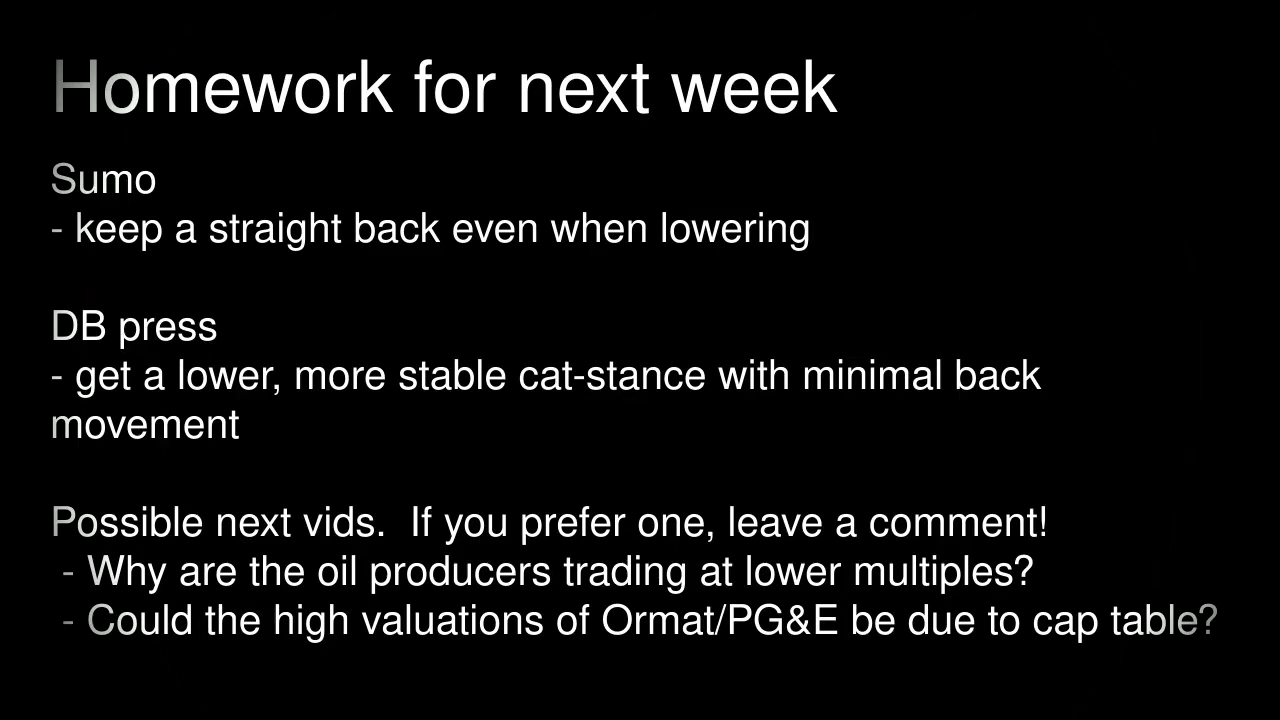 Homework for next week
Sumo
- keep a straight back even when lowering
DB press
- get a lower, more stable cat-stance with minimal back
movement
Possible next vids.  If you prefer one, leave a comment!
- Why are the oil producers trading at lower multiples?
- Could the high valuations of Ormat/PG&E be due to cap table?